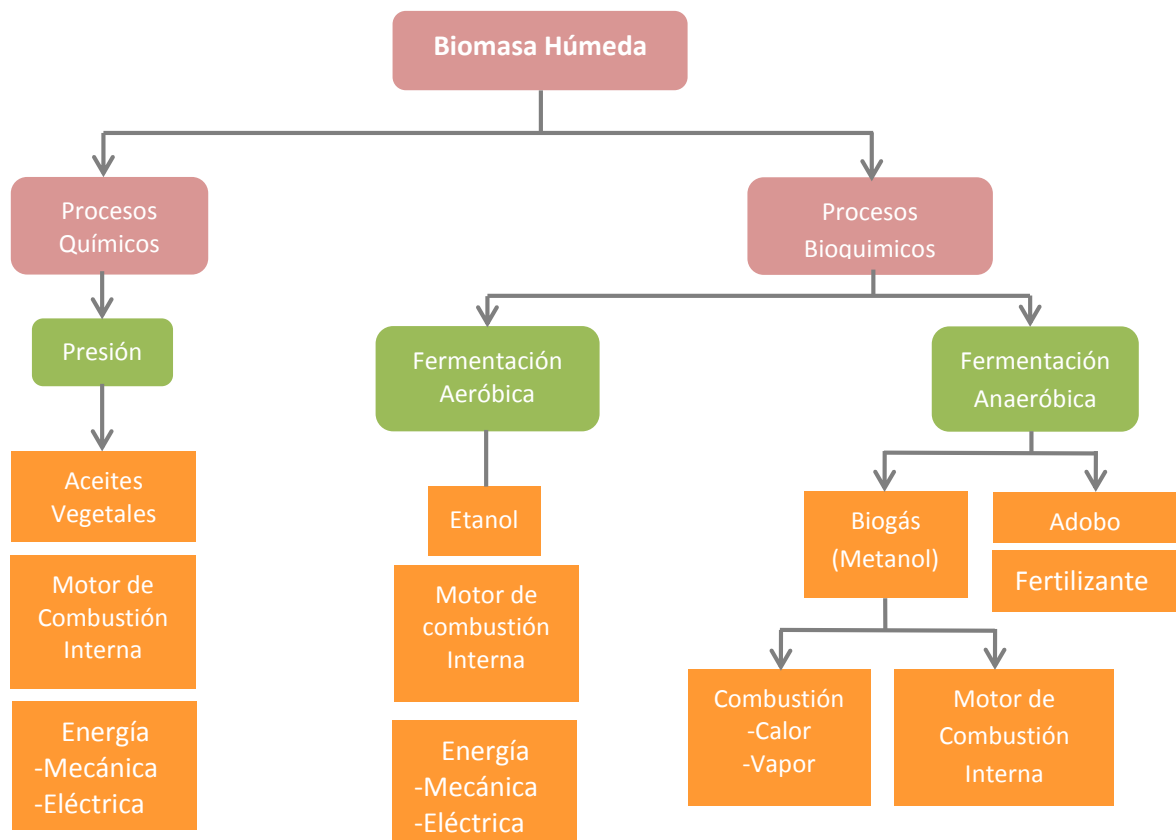 Biomasa Húmeda
Procesos
Químicos
Procesos
Bioquimicos
Presión
Fermentación
Aeróbica
Fermentación
Anaeróbica
Aceites
Vegetales
Etanol
Biogás
(Metanol)
Adobo
Fertilizante
Motor de
Combustión
Interna
Motor de
combustión
Interna
Combustión
-Calor
-Vapor
Motor de
Combustión
Interna
Energía
-Mecánica
-Eléctrica
Energía
-Mecánica
-Eléctrica